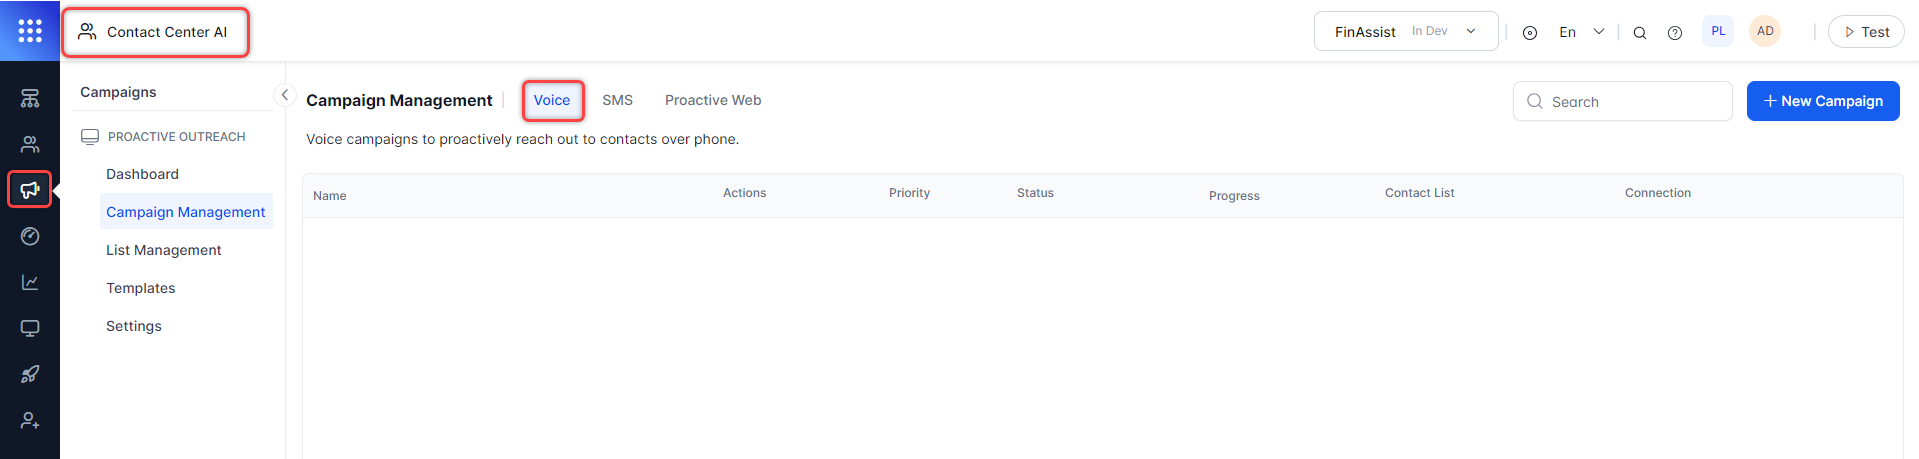 Contact Center AI
FinAssist In Dev
En
PL
AD
Test
Campaigns
PROACTIVE OUTREACH
Dashboard
Campaign Management
List Management
Templates
Settings
Campaign Management Voice SMS Proactive Web
Search
+ New Campaign
Voice campaigns to proactively reach out to contacts over phone.
Name Actions Priority Status Progress Contact List Connection